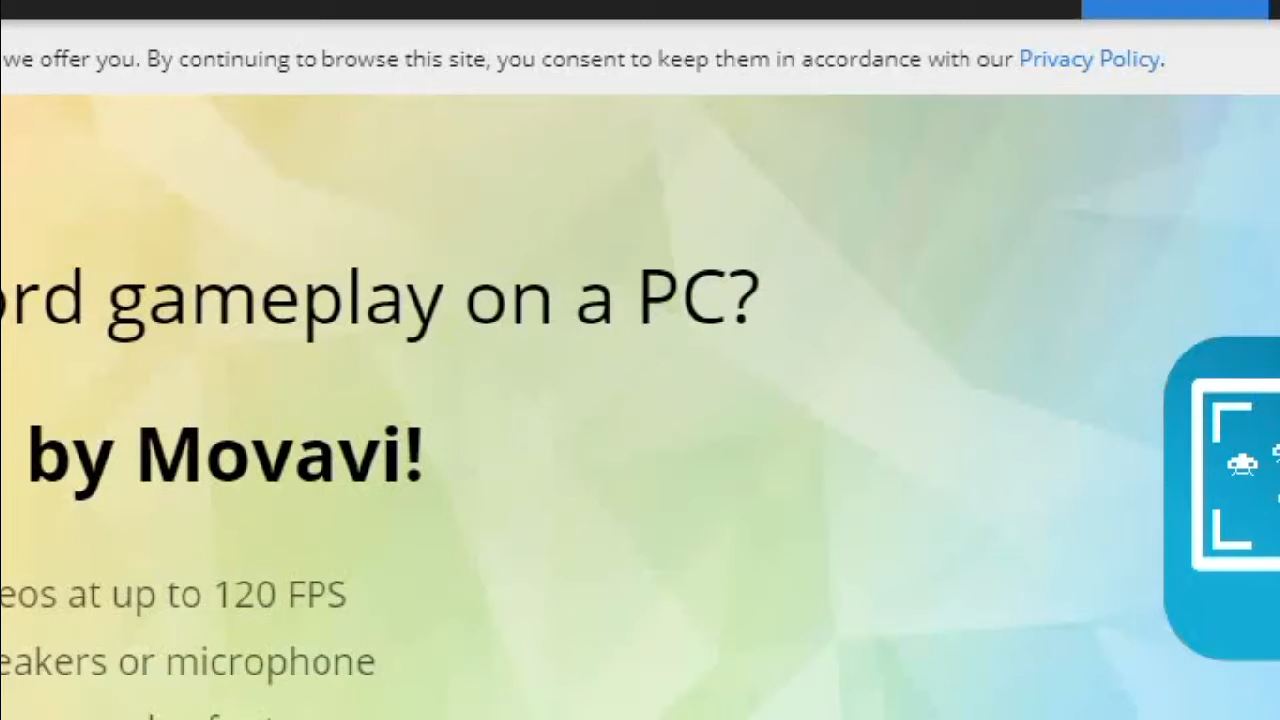 we offer you. By continuing to browse this site, you consent to keep them in accordance with our Privacy Policy.
ord gameplay on a PC?
by Movavi!
eos at up to 120 FPS
eakers or microphone